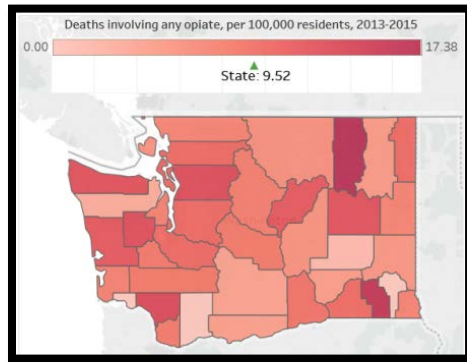 Deaths involving any opiate, per 100,000 residents, 2013-2015
0.00 17.38
State: 9.52